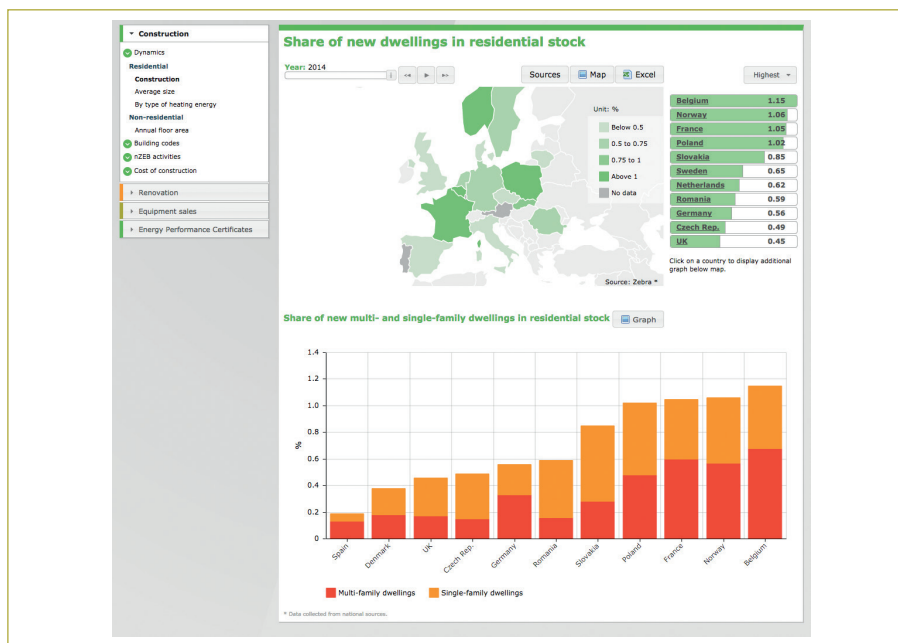 Construction
Dynamics
Residential
Construction
Average size
By type of heating energy
Non-residential
Annual floor area
Building codes
nZEB activities
Cost of construction
Renovation
Equipment sales
Energy Performance Certificates
Share of new dwellings in residential stock
Year: 2014
Sources Map Excel
Highest
Unit: %
Below 0.5
0.5 to 0.75
0.75 to 1
Above 1
No data
Source: Zebra *
Belgium 1.15
Norway 1.06
France 1.05
Poland 1.02
Slovakia 0.85
Sweden 0.65
Netherlands 0.62
Romania 0.59
Germany 0.56
Czech Rep. 0.49
UK 0.45
Click on a country to display additional
graph below map.
Share of new multi- and single-family dwellings in residential stock Graph
1.4
1.2
1.0
0.8
0.6
0.4
0.2
0
%
Spain
Denmark
UK
Czech Rep.
Germany
Romania
Slovakia
Poland
France
Norway
Belgium
Multi-family dwellings Single-family dwellings
* Data collected from national sources.